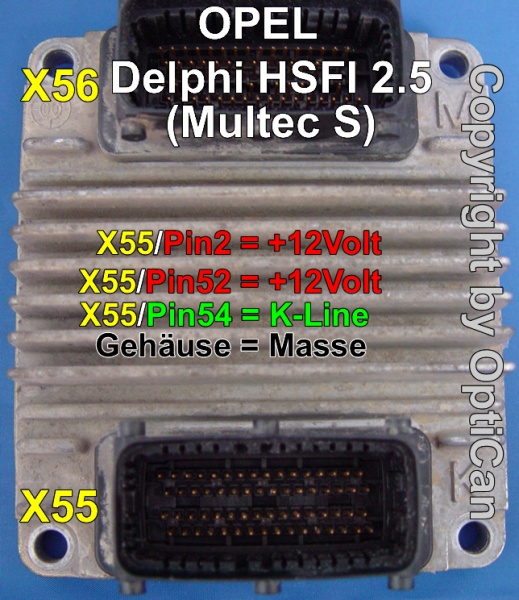 OPEL
X56 Delphi HSFI 2.5
(Multec S)
M
X55/Pin2 = +12Volt
X55/Pin52 = +12Volt
X55/Pin54 = K-Line
Gehäuse = Masse
K
X55
Copyright by OptiCan